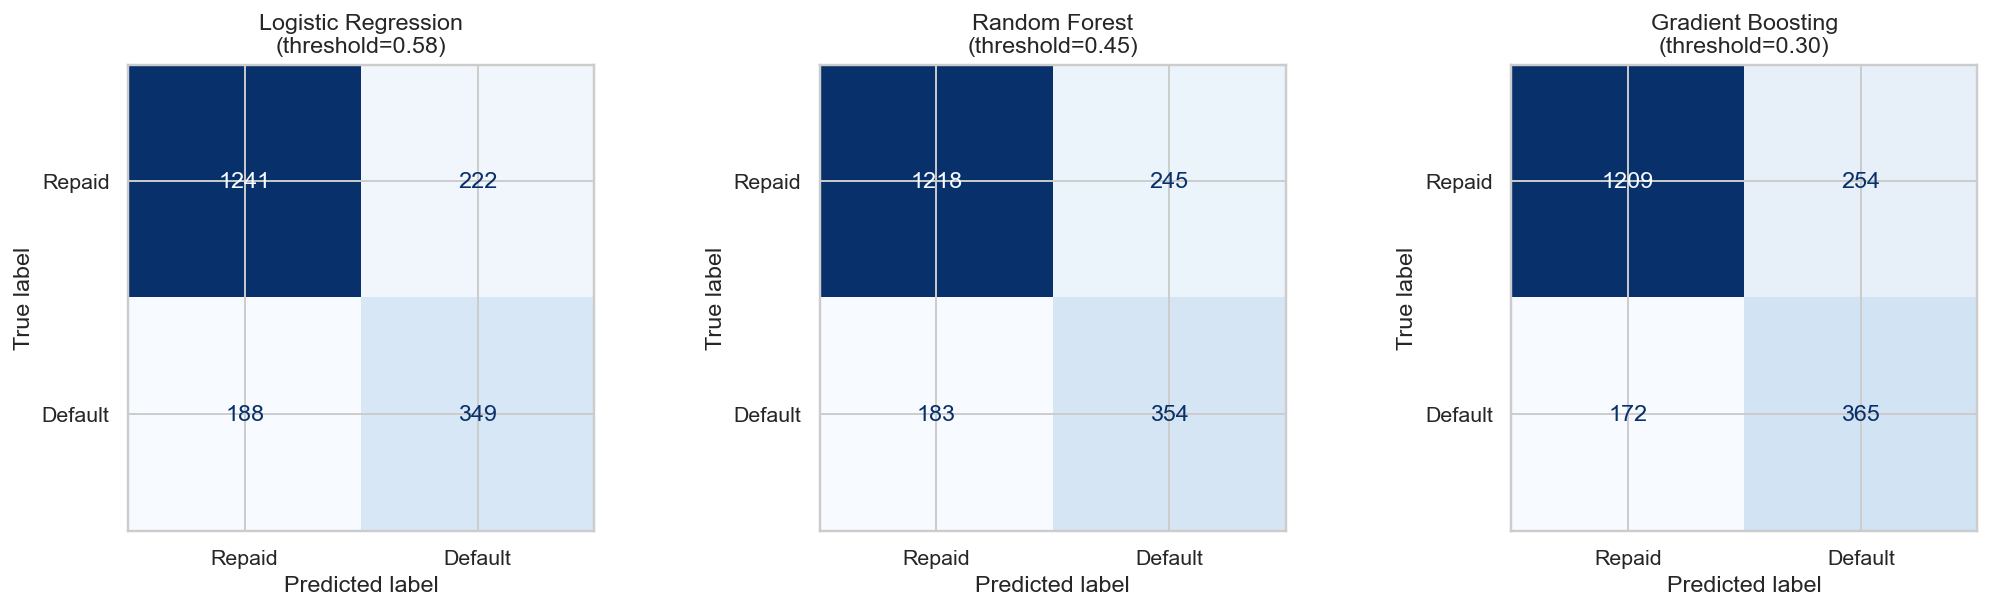 Logistic Regression
(threshold=0.58)
True label
Repaid
1241
222
Default
188
349
Repaid
Default
Predicted label
Random Forest
(threshold=0.45)
True label
Repaid
1218
245
Default
183
354
Repaid
Default
Predicted label
Gradient Boosting
(threshold=0.30)
True label
Repaid
1209
254
Default
172
365
Repaid
Default
Predicted label